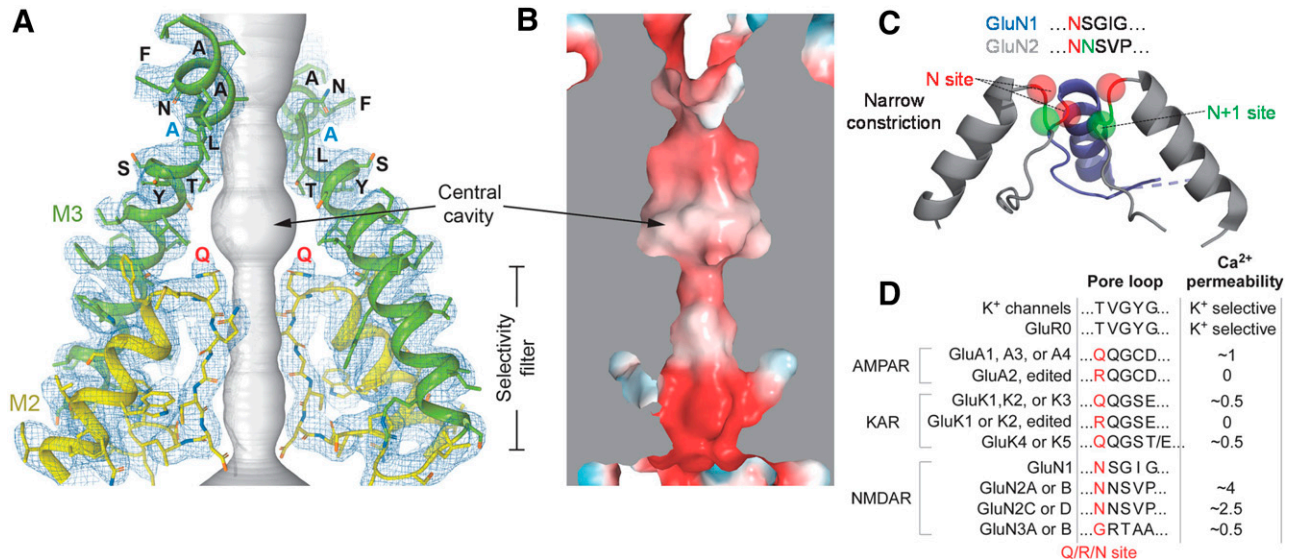 A
F
A
A
N
A
L
S
Y
T
M3
Q
M2
A
N
F
A
L
S
T
Y
Q
Central
cavity
Selectivity
filter
B
C
GluN1 ...NSGIG...
GluN2 ...NNSVP...
N site
Narrow
constriction
N+1 site
D
Pore loop
Ca²⁺
permeability
K⁺ channels ...TVGYG... K⁺ selective
GluR0 ...TVGYG... K⁺ selective
AMPAR
GluA1, A3, or A4 ...QQGCD... ~1
GluA2, edited ...RQGCD... 0
KAR
GluK1,K2, or K3 ...QQGSE... ~0.5
GluK1 or K2, edited ...RQGSE... 0
GluK4 or K5 ...QQGST/E... ~0.5
NMDAR
GluN1 ...NSGIG...
GluN2A or B ...NNSVP... ~4
GluN2C or D ...NNSVP... ~2.5
GluN3A or B ...GRTAA... ~0.5
Q/R/N site